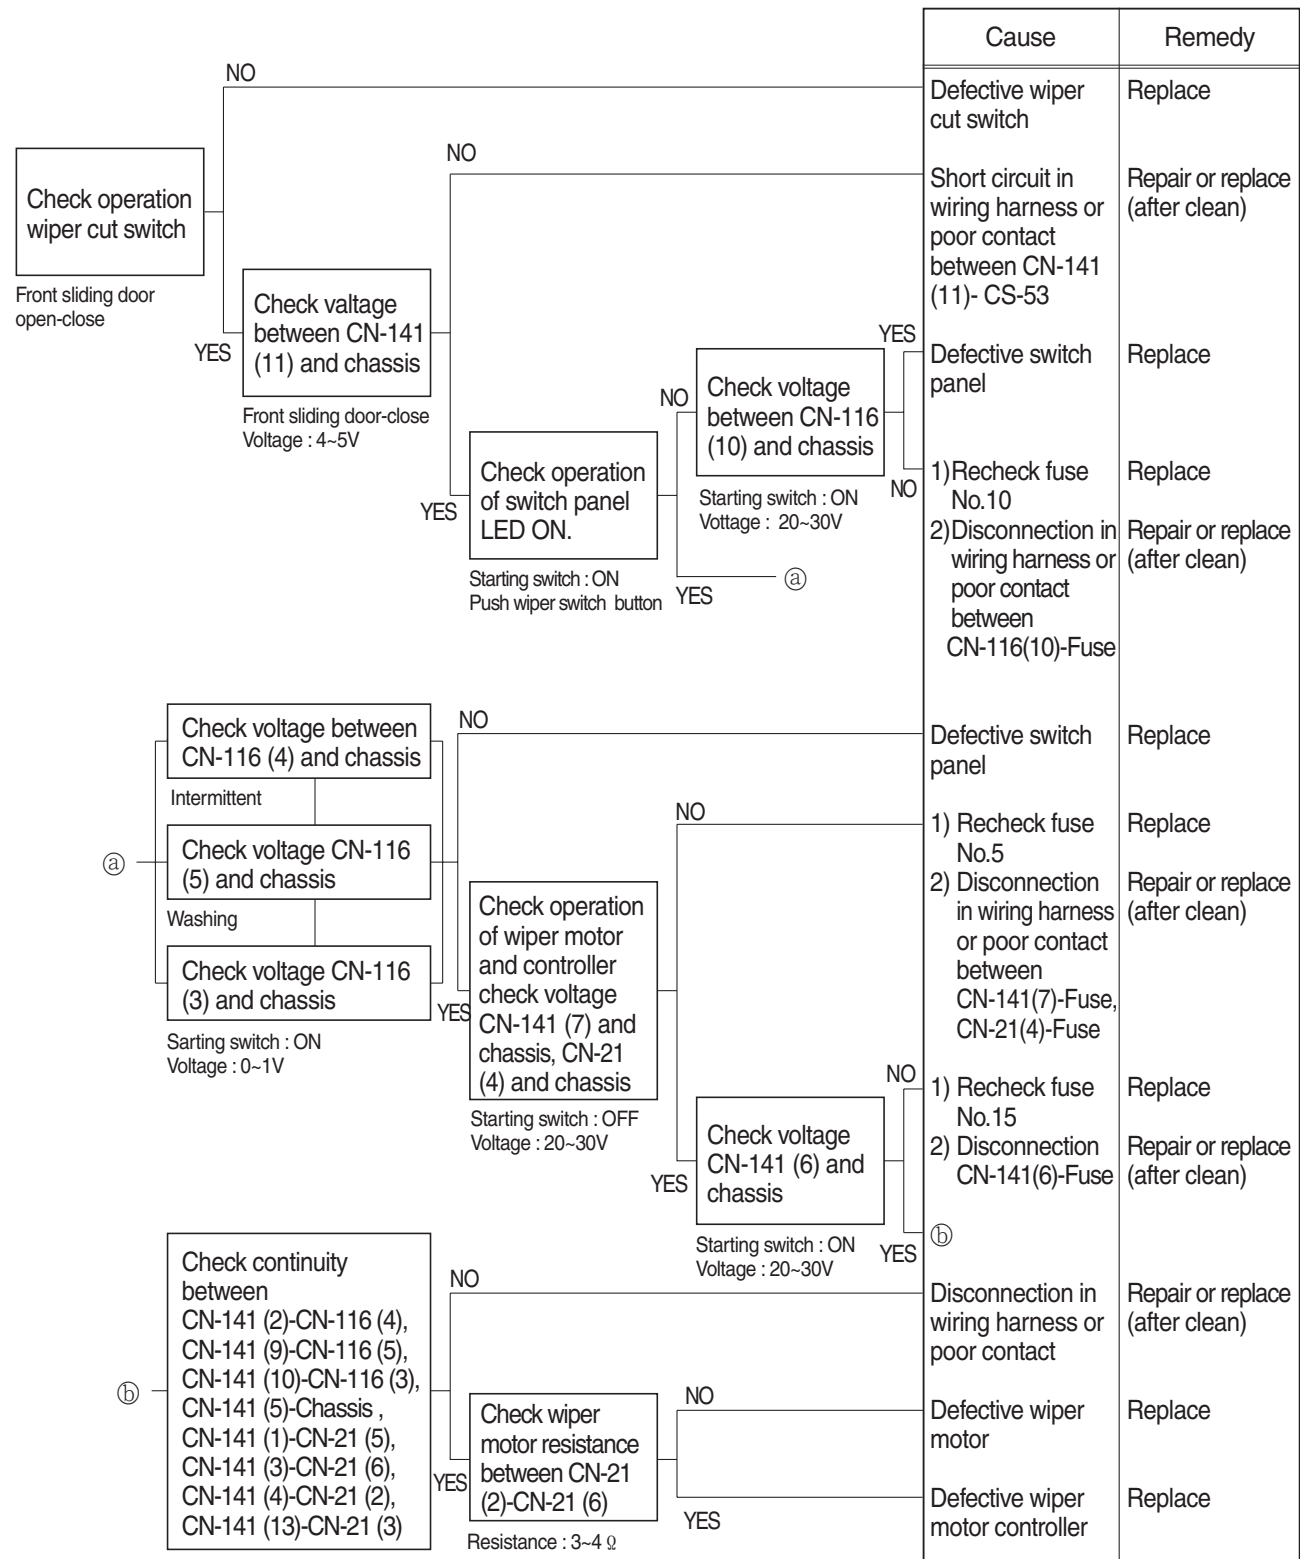 Cause
Remedy
NO
Defective wiper
cut switch
Replace
Check operation
wiper cut switch
Front sliding door
open-close
NO
Short circuit in
wiring harness or
poor contact
between CN-141
(11)- CS-53
Repair or replace
(after clean)
YES
Check valtage
between CN-141
(11) and chassis
Front sliding door-close
Voltage : 4~5V
YES
Check operation
of switch panel
LED ON.
Starting switch : ON
Push wiper switch button
NO
Check voltage
between CN-116
(10) and chassis
Starting switch : ON
Vottage : 20~30V
YES
Defective switch
panel
Replace
NO
1)Recheck fuse
No.10
Replace
2)Disconnection in
wiring harness or
poor contact
between
CN-116(10)-Fuse
Repair or replace
(after clean)
YES
ⓐ
ⓐ
Check voltage between
CN-116 (4) and chassis
Intermittent
Check voltage CN-116
(5) and chassis
Washing
Check voltage CN-116
(3) and chassis
Sarting switch : ON
Voltage : 0~1V
NO
Defective switch
panel
Replace
YES
Check operation
of wiper motor
and controller
check voltage
CN-141 (7) and
chassis, CN-21
(4) and chassis
Starting switch : OFF
Voltage : 20~30V
NO
1) Recheck fuse
No.5
Replace
2) Disconnection
in wiring harness
or poor contact
between
CN-141(7)-Fuse,
CN-21(4)-Fuse
Repair or replace
(after clean)
YES
Check voltage
CN-141 (6) and
chassis
Starting switch : ON
Voltage : 20~30V
NO
1) Recheck fuse
No.15
Replace
2) Disconnection
CN-141(6)-Fuse
Repair or replace
(after clean)
YES
ⓑ
ⓑ
Check continuity
between
CN-141 (2)-CN-116 (4),
CN-141 (9)-CN-116 (5),
CN-141 (10)-CN-116 (3),
CN-141 (5)-Chassis ,
CN-141 (1)-CN-21 (5),
CN-141 (3)-CN-21 (6),
CN-141 (4)-CN-21 (2),
CN-141 (13)-CN-21 (3)
NO
Disconnection in
wiring harness or
poor contact
Repair or replace
(after clean)
YES
Check wiper
motor resistance
between CN-21
(2)-CN-21 (6)
Resistance : 3~4 Ω
NO
Defective wiper
motor
Replace
YES
Defective wiper
motor controller
Replace